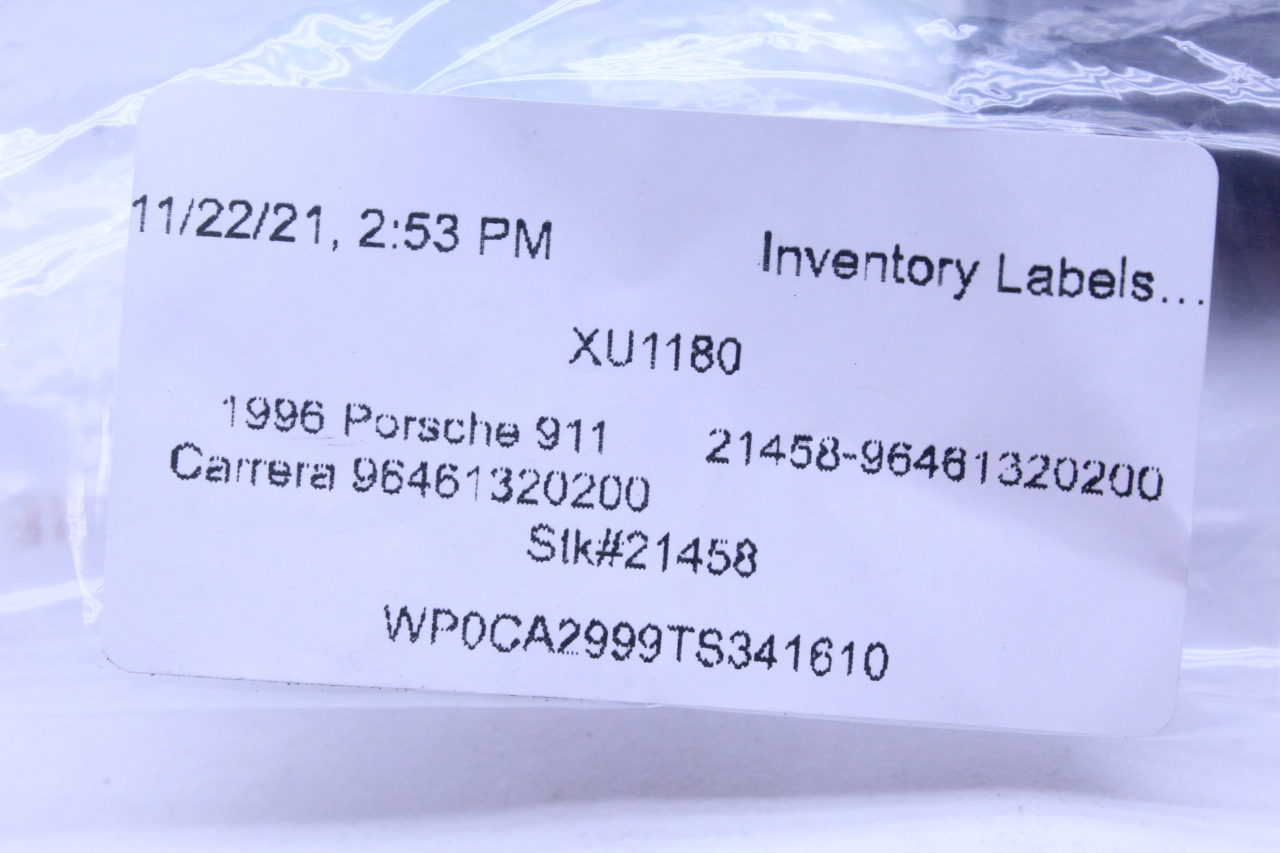 11/22/21, 2:53 PM Inventory Labels...
XU1180
1996 Porsche 911
Carrera 96461320200
21458-96461320200
Stk#21458
WP0CA2999TS341610